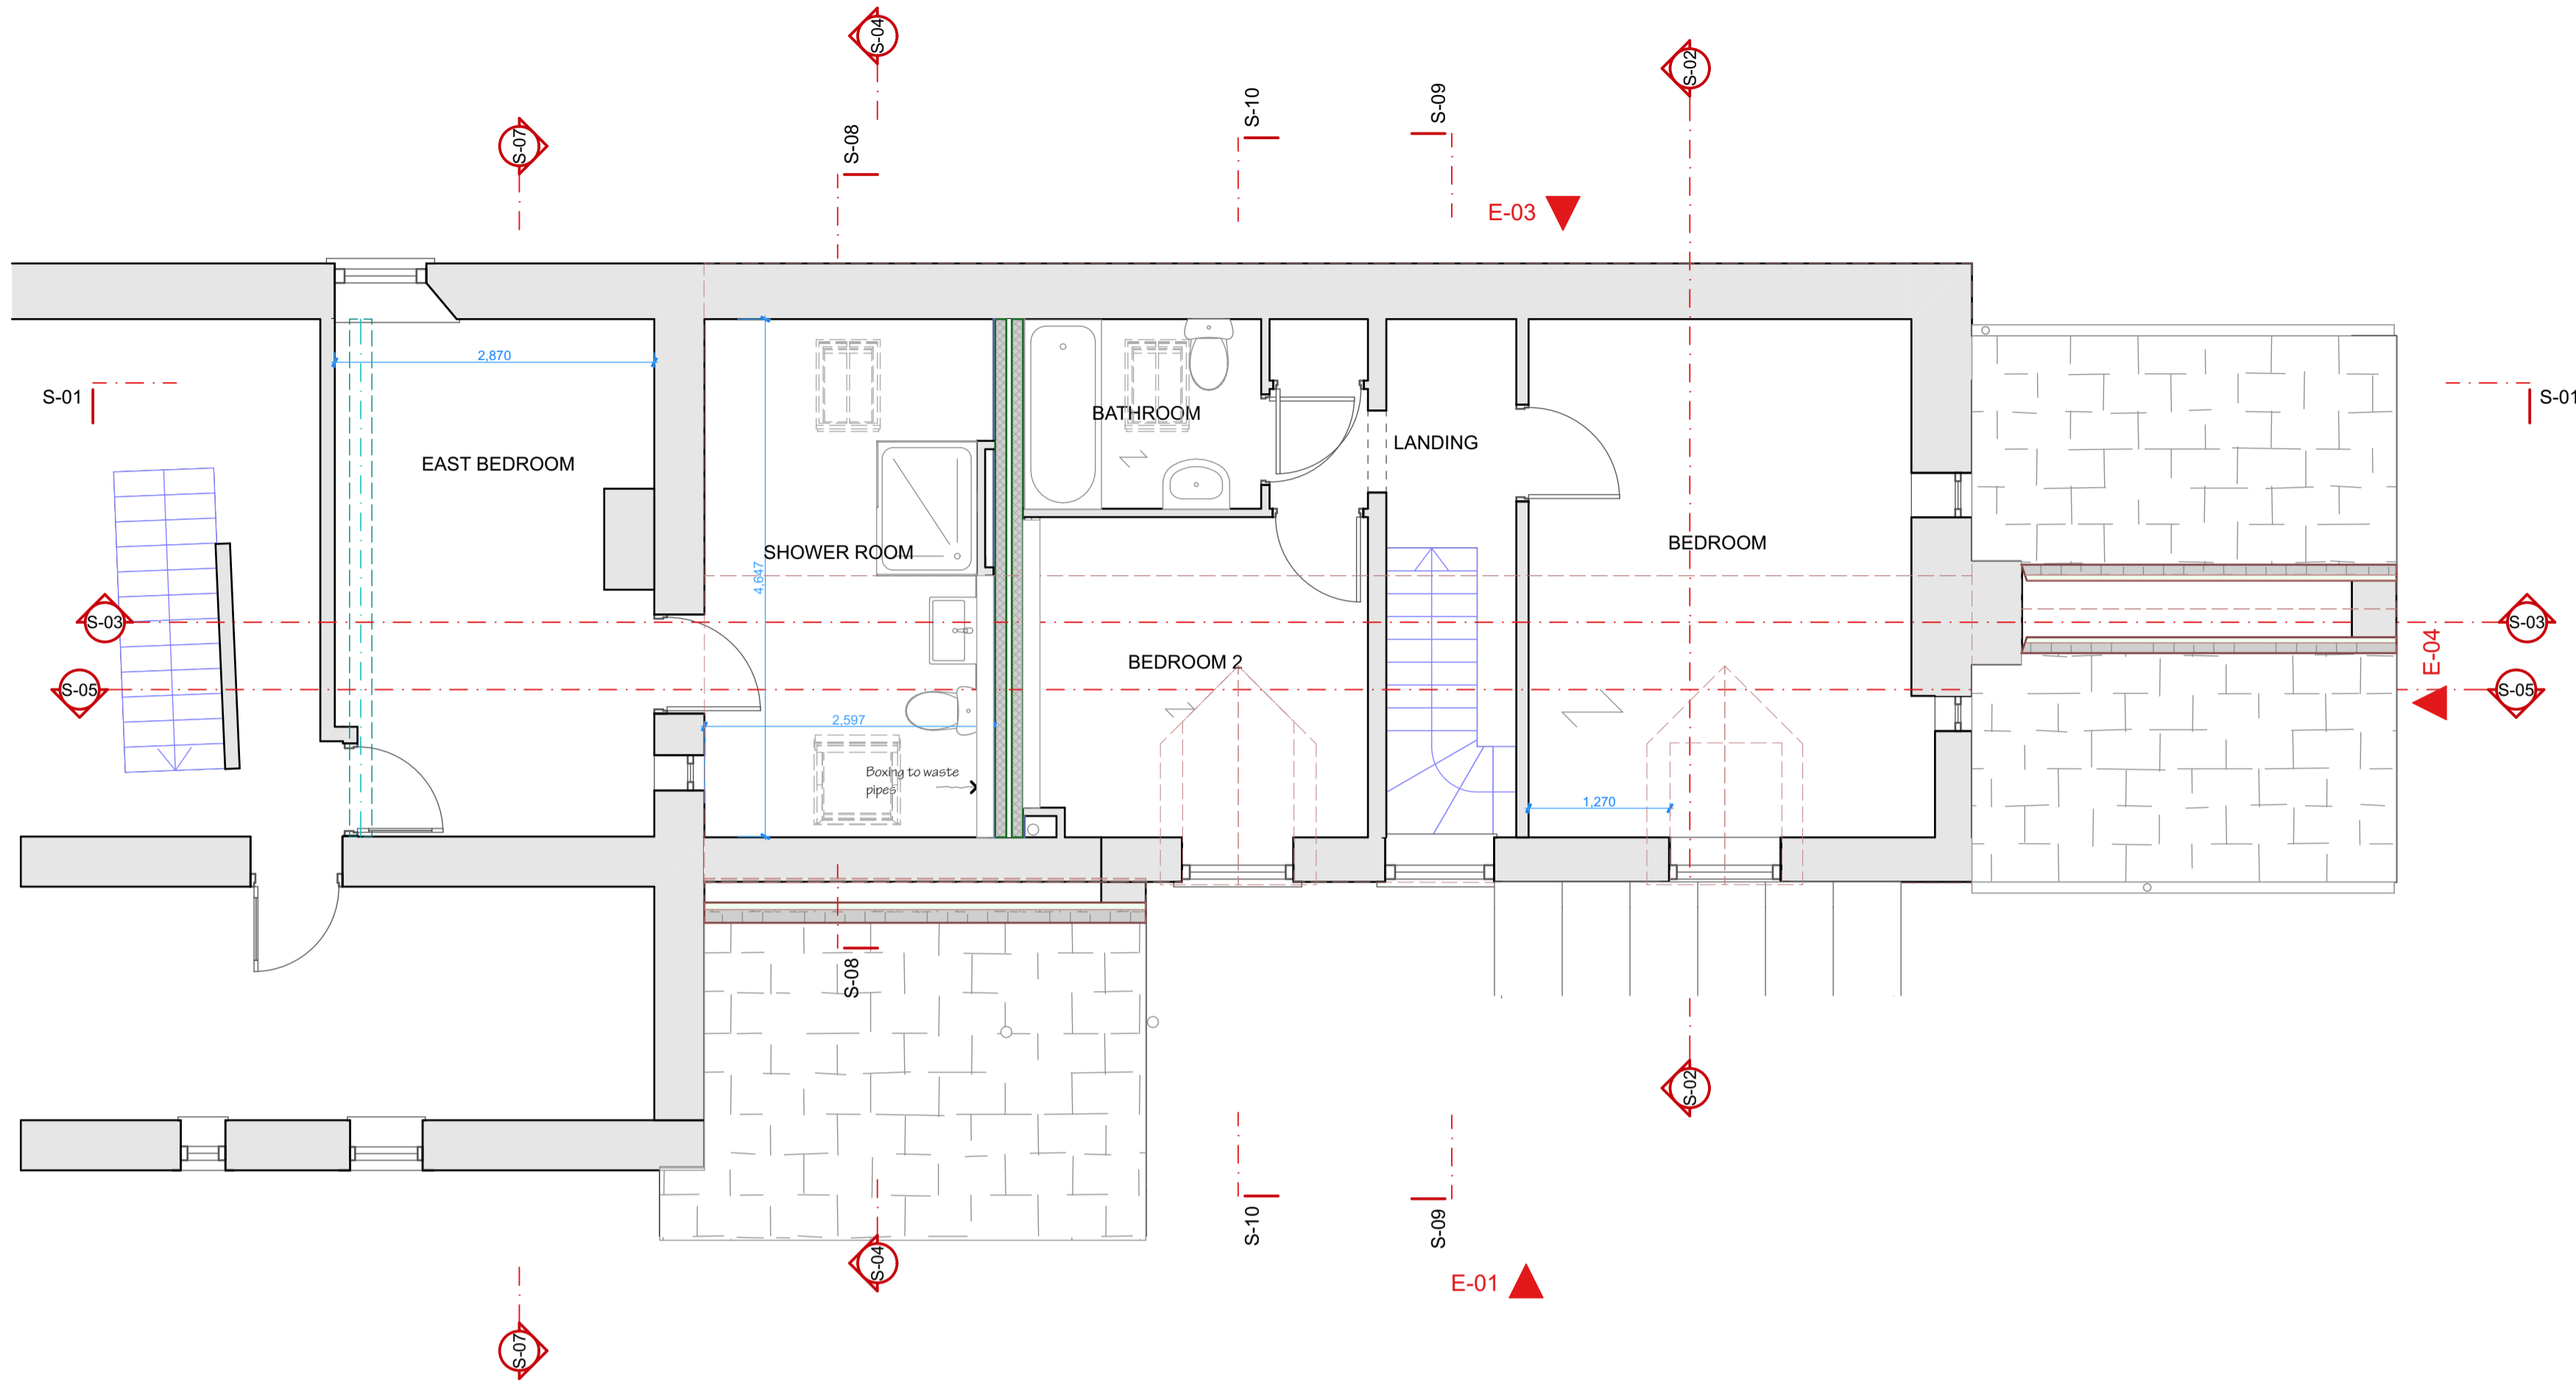 S-04
S-02
S-10
S-09
S-07
S-08
E-03
2,870
S-01
S-01
BATHROOM
LANDING
EAST BEDROOM
SHOWER ROOM
BEDROOM
4,647
S-03
S-03
E-04
BEDROOM 2
S-05
S-05
2,597
Boxing to waste
pipes
1,270
S-08
S-02
S-10
S-09
S-04
E-01
S-07